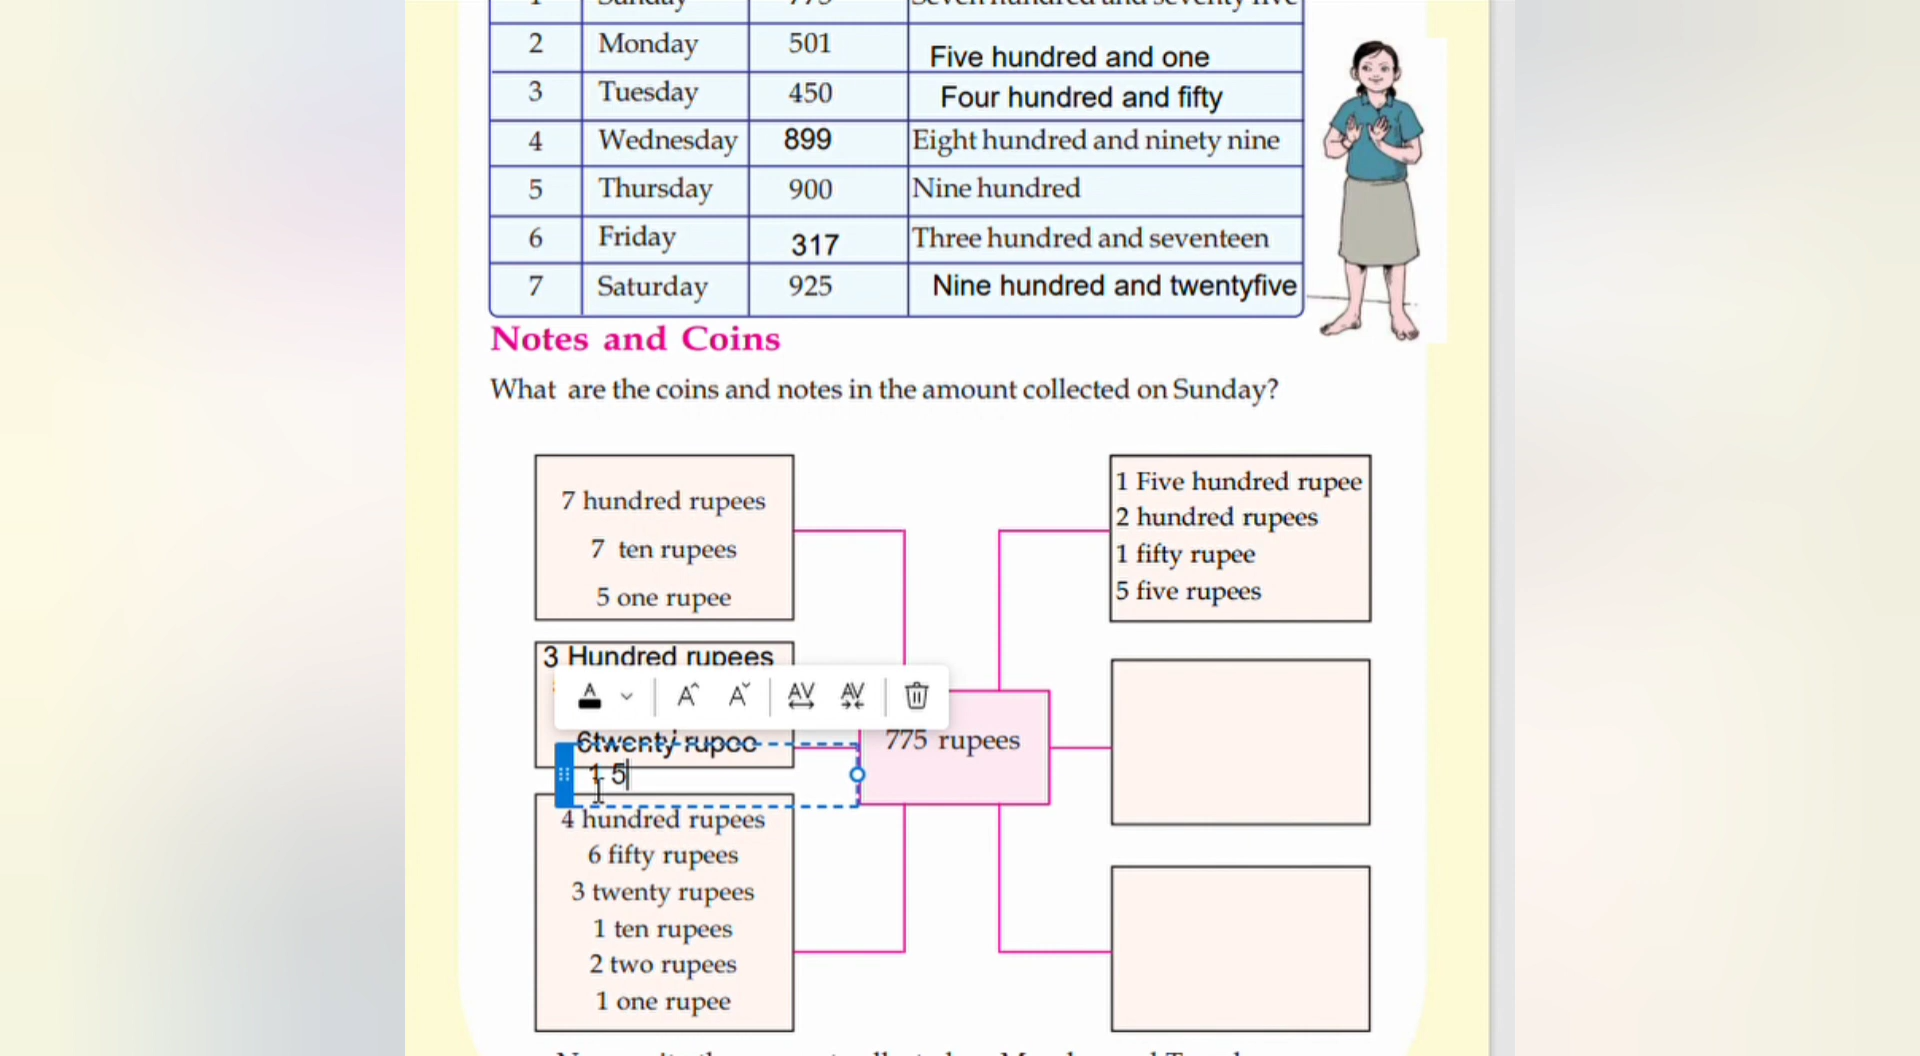 2 Monday 501 Five hundred and one
3 Tuesday 450 Four hundred and fifty
4 Wednesday 899 Eight hundred and ninety nine
5 Thursday 900 Nine hundred
6 Friday 317 Three hundred and seventeen
7 Saturday 925 Nine hundred and twentyfive
Notes and Coins
What are the coins and notes in the amount collected on Sunday?
7 hundred rupees
7 ten rupees
5 one rupee
3 Hundred rupees
6twenty rupee
1 5
4 hundred rupees
6 fifty rupees
3 twenty rupees
1 ten rupees
2 two rupees
1 one rupee
775 rupees
1 Five hundred rupee
2 hundred rupees
1 fifty rupee
5 five rupees